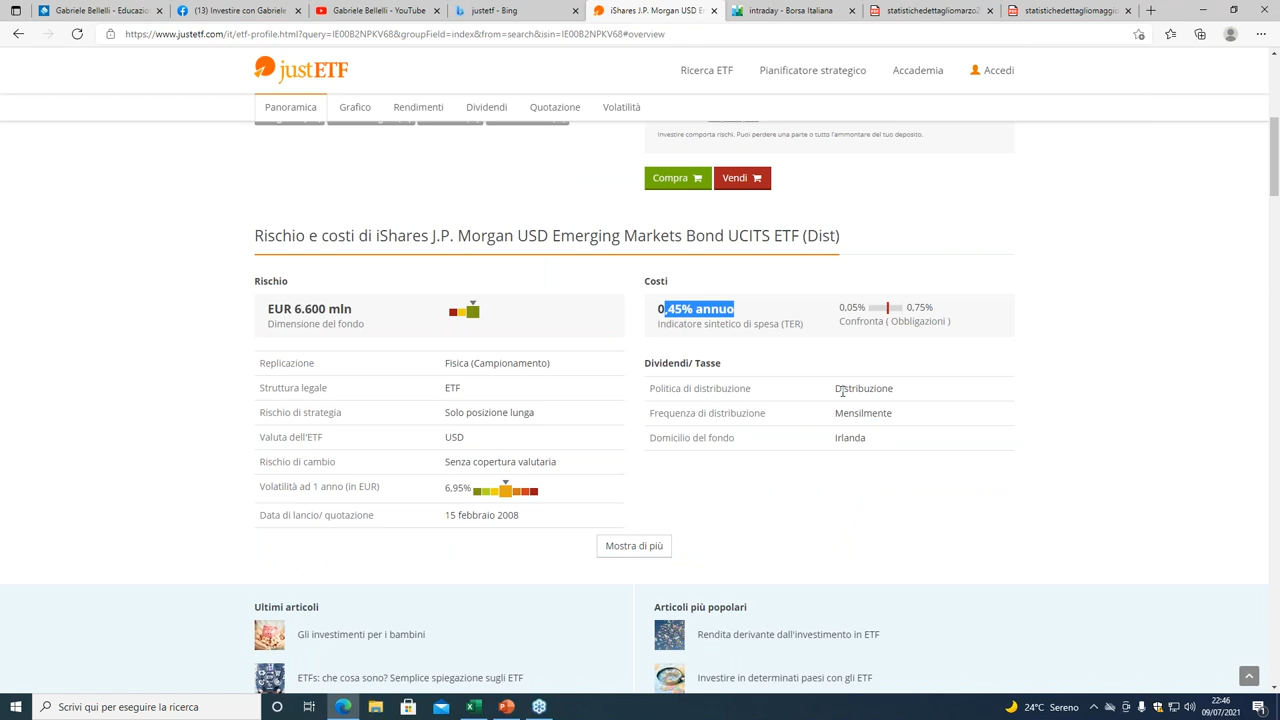 Gabriele Bellelli - Educazio
(13) Investire con gli ETF
(2) YouTube - YouTube
etf - Bing
iShares J.P. Morgan USD E
intraday - Borsa Italian
statistichedettagliomarzo2
statistichedettagliomaggio
https://www.justetf.com/it/etf-profile.html?query=IE00B2NPKV68&groupField=index&from=search&isin=IE00B2NPKV68#overview
justETF
Ricerca ETF
Pianificatore strategico
Accademia
Accedi
Panoramica
Grafico
Rendimenti
Dividendi
Quotazione
Volatilità
Investire comporta rischi. Puoi perdere una parte o tutto l'ammontare del tuo deposito.
Compra
Vendi
Rischio e costi di iShares J.P. Morgan USD Emerging Markets Bond UCITS ETF (Dist)
Rischio
EUR 6.600 mln
Dimensione del fondo
Replicazione Fisica (Campionamento)
Struttura legale ETF
Rischio di strategia Solo posizione lunga
Valuta dell'ETF USD
Rischio di cambio Senza copertura valutaria
Volatilità ad 1 anno (in EUR) 6,95%
Data di lancio/ quotazione 15 febbraio 2008
Costi
0,45% annuo
Indicatore sintetico di spesa (TER)
0,05% 0,75%
Confronta ( Obbligazioni )
Dividendi/ Tasse
Politica di distribuzione Distribuzione
Frequenza di distribuzione Mensilmente
Domicilio del fondo Irlanda
Mostra di più
Ultimi articoli
Gli investimenti per i bambini
ETFs: che cosa sono? Semplice spiegazione sugli ETF
Articoli più popolari
Rendita derivante dall'investimento in ETF
Investire in determinati paesi con gli ETF
Scrivi qui per eseguire la ricerca
24°C Sereno
22:46
09/07/2021